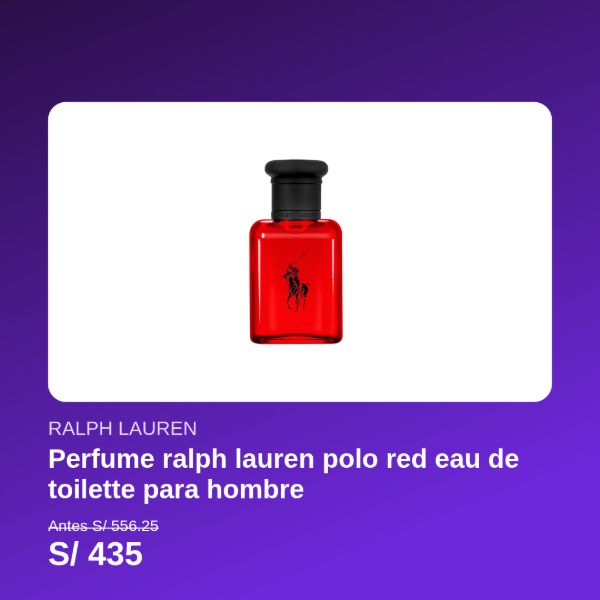 RALPH LAUREN
Perfume ralph lauren polo red eau de
toilette para hombre
Antes S/ 556.25
S/ 435